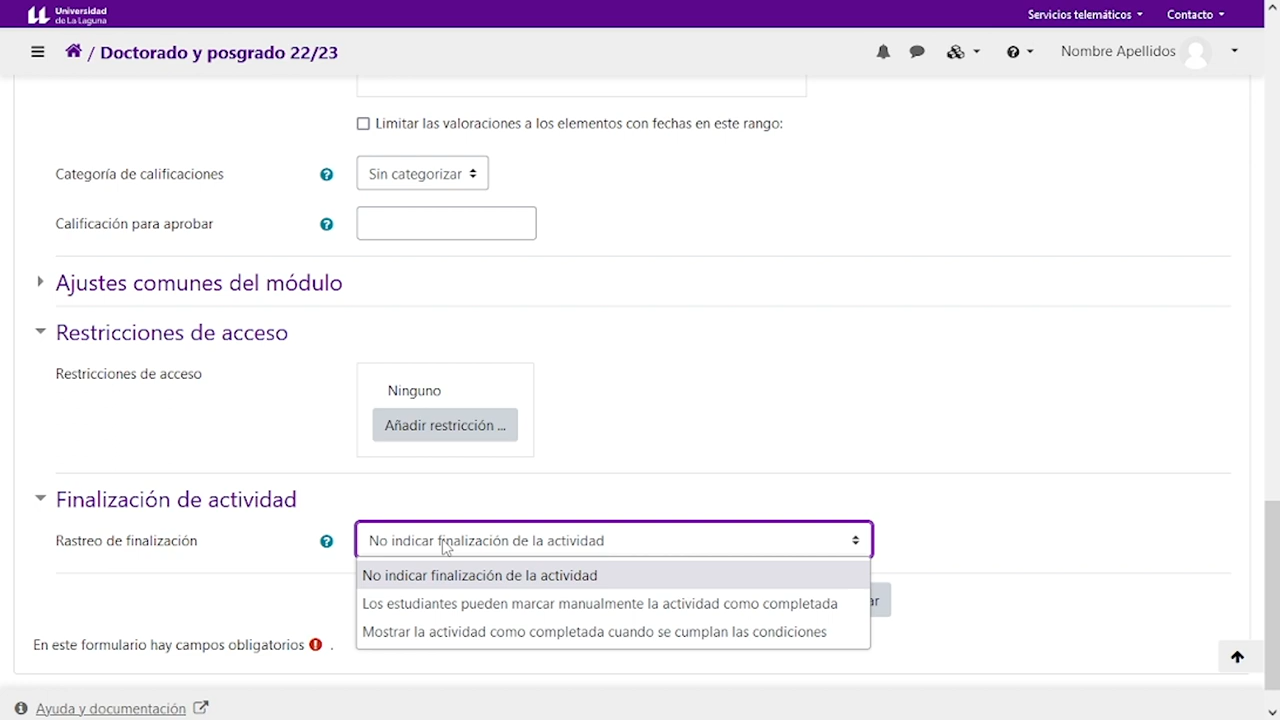 Universidad
de La Laguna
Servicios telemáticos
Contacto
/ Doctorado y posgrado 22/23
Nombre Apellidos
Limitar las valoraciones a los elementos con fechas en este rango:
Categoría de calificaciones
Sin categorizar
Calificación para aprobar
Ajustes comunes del módulo
Restricciones de acceso
Restricciones de acceso
Ninguno
Añadir restricción ...
Finalización de actividad
Rastreo de finalización
No indicar finalización de la actividad
No indicar finalización de la actividad
Los estudiantes pueden marcar manualmente la actividad como completada
ar
Mostrar la actividad como completada cuando se cumplan las condiciones
En este formulario hay campos obligatorios .
Ayuda y documentación